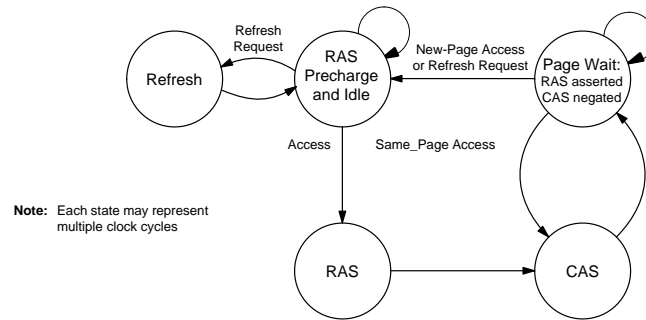 Refresh
Request
Refresh
RAS
Precharge
and Idle
New-Page Access
or Refresh Request
Page Wait:
RAS asserted
CAS negated
Access
Same_Page Access
Note: Each state may represent
multiple clock cycles
RAS
CAS